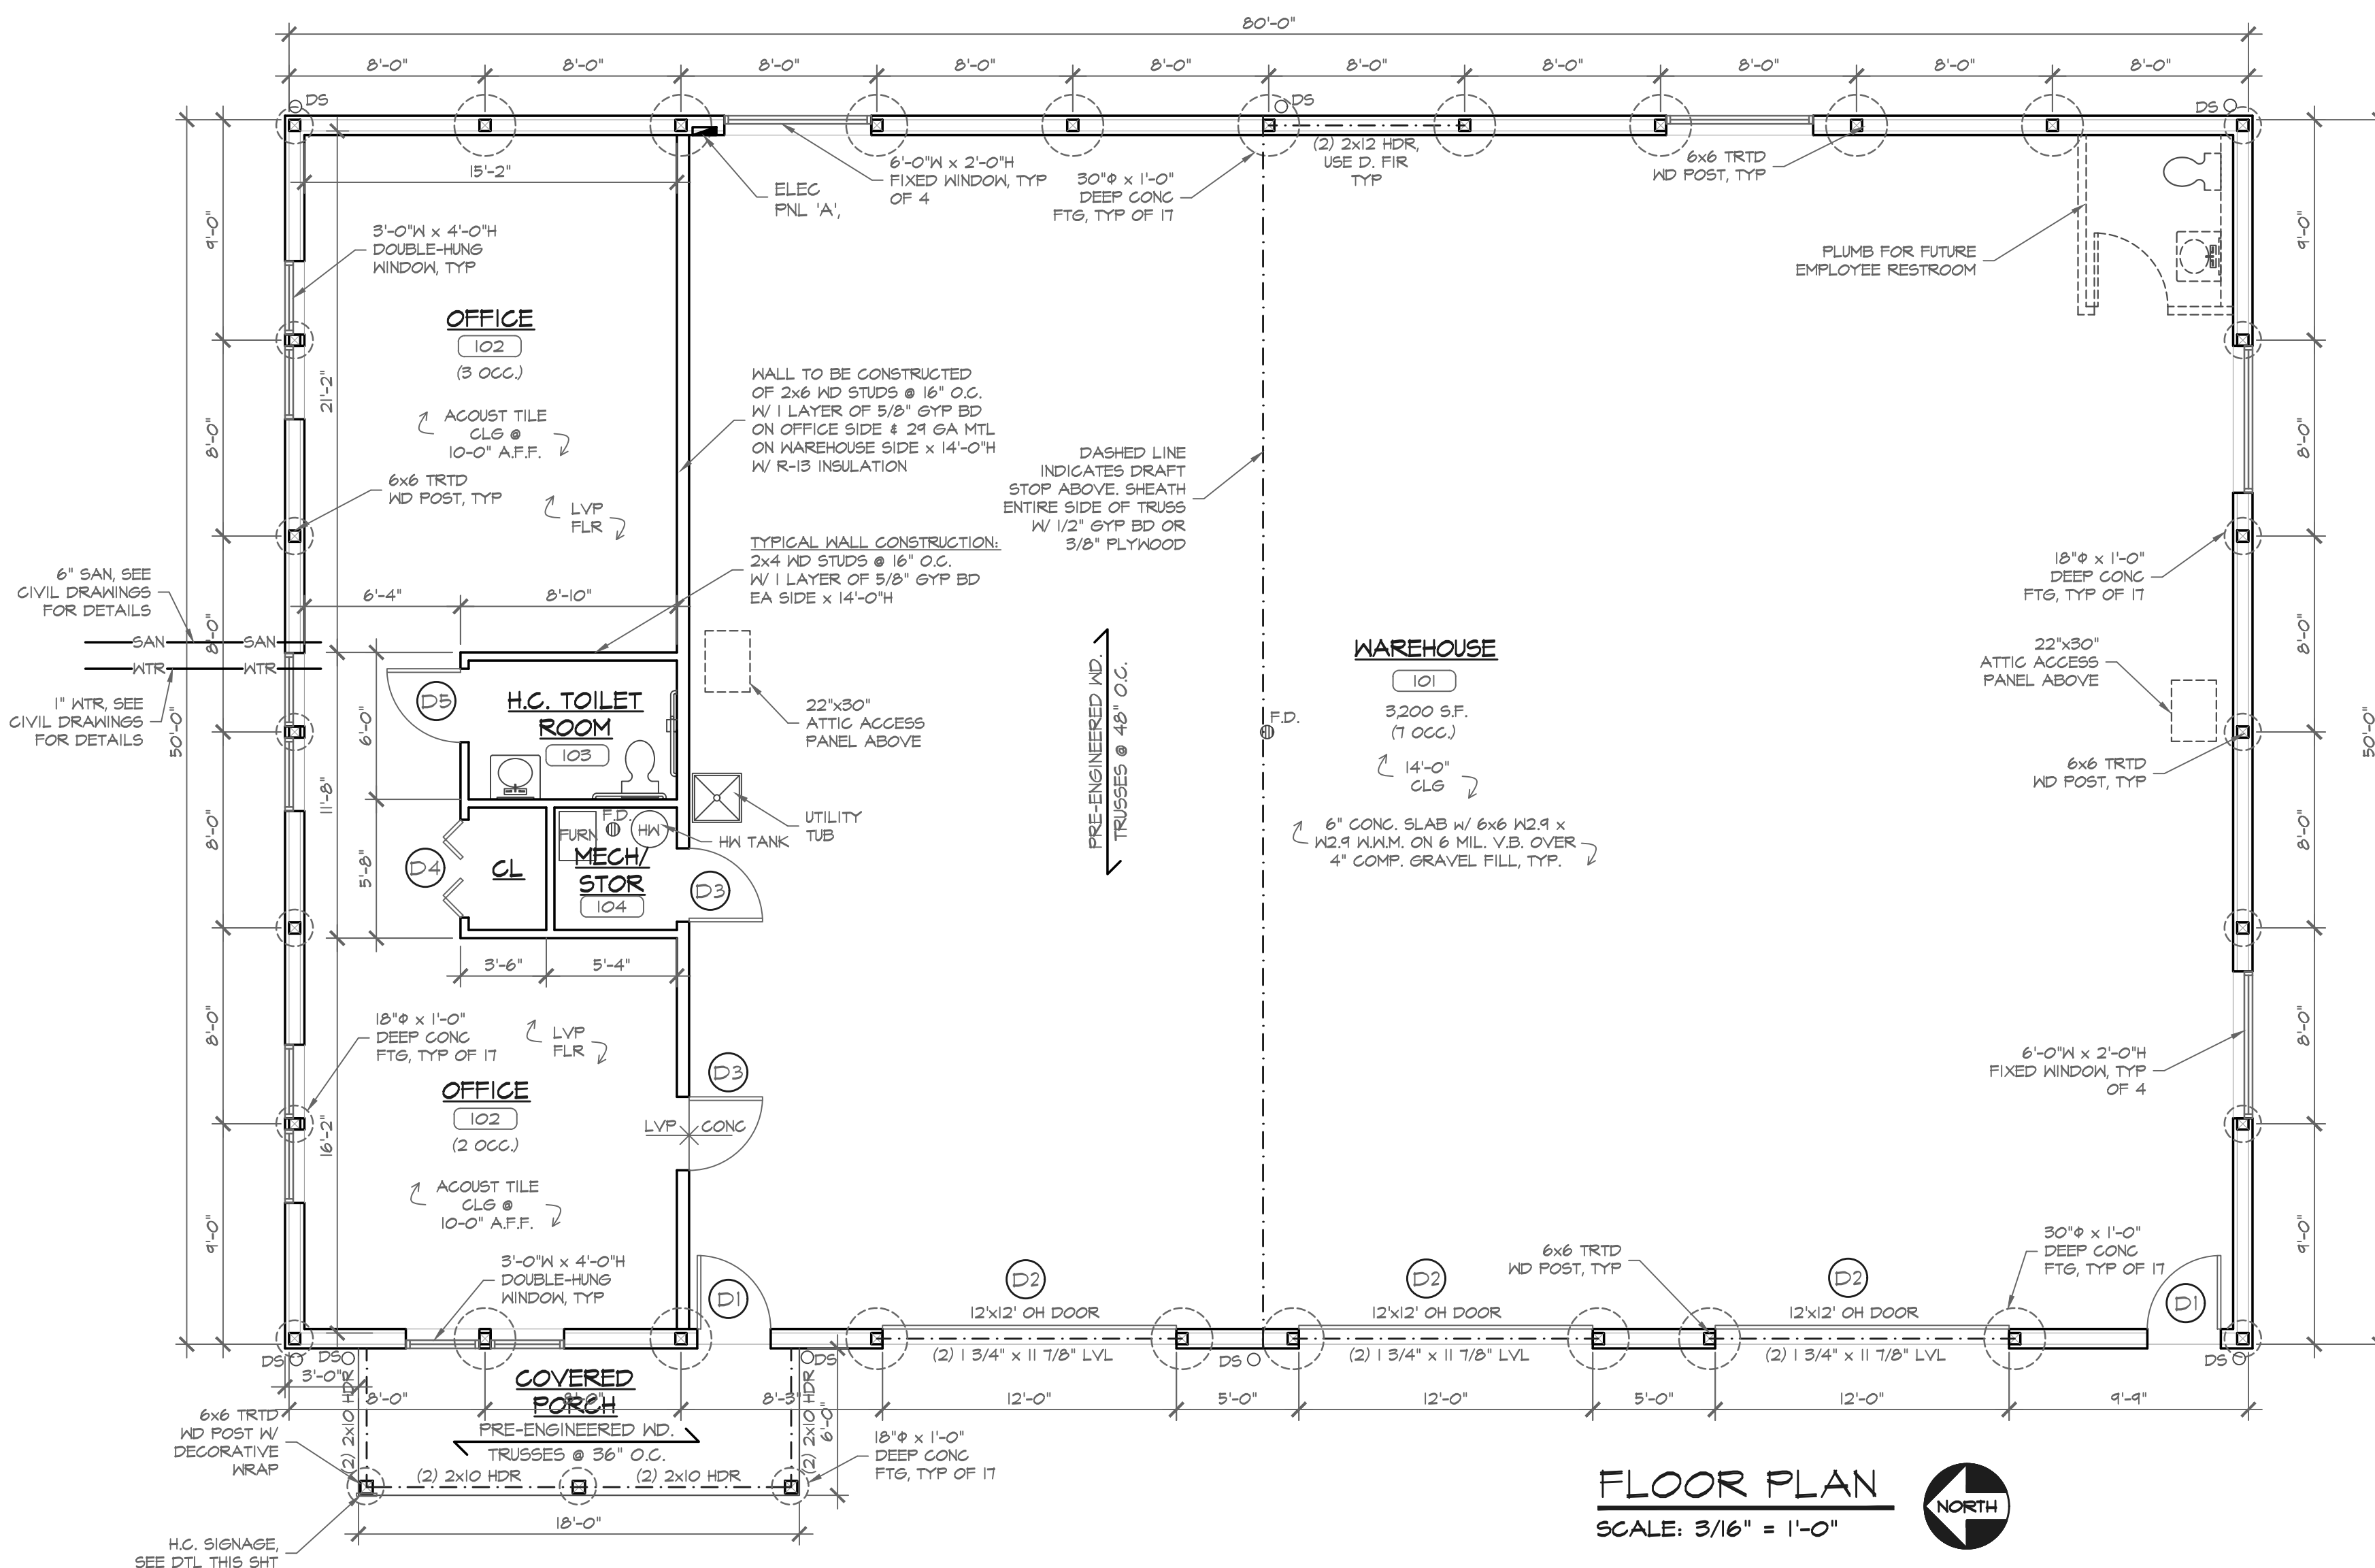 80'-0"
8'-0" 8'-0" 8'-0" 8'-0" 8'-0" 8'-0" 8'-0" 8'-0" 8'-0" 8'-0"
DS
DS
DS
15'-2"
ELEC
PNL 'A',
6'-0"W x 2'-0"H
FIXED WINDOW, TYP
OF 4
30"Φ x 1'-0"
DEEP CONC
FTG, TYP OF 17
(2) 2x12 HDR,
USE D. FIR
TYP
6x6 TRTD
WD POST, TYP
PLUMB FOR FUTURE
EMPLOYEE RESTROOM
9'-0"
9'-0"
3'-0"W x 4'-0"H
DOUBLE-HUNG
WINDOW, TYP
OFFICE
102
(3 OCC.)
21'-2"
ACOUST TILE
CLG @
10-0" A.F.F.
8'-0"
8'-0"
6x6 TRTD
WD POST, TYP
LVP
FLR
WALL TO BE CONSTRUCTED
OF 2x6 WD STUDS @ 16" O.C.
W/ 1 LAYER OF 5/8" GYP BD
ON OFFICE SIDE & 29 GA MTL
ON WAREHOUSE SIDE x 14'-0"H
W/ R-13 INSULATION
DASHED LINE
INDICATES DRAFT
STOP ABOVE. SHEATH
ENTIRE SIDE OF TRUSS
W/ 1/2" GYP BD OR
3/8" PLYWOOD
TYPICAL WALL CONSTRUCTION:
2x4 WD STUDS @ 16" O.C.
W/ 1 LAYER OF 5/8" GYP BD
EA SIDE x 14'-0"H
18"Φ x 1'-0"
DEEP CONC
FTG, TYP OF 17
6" SAN, SEE
CIVIL DRAWINGS
FOR DETAILS
6'-4" 8'-10"
8'-0"
8'-0"
SAN SAN
WTR WTR
1" WTR, SEE
CIVIL DRAWINGS
FOR DETAILS
50'-0"
50'-0"
D5
H.C. TOILET
ROOM
103
6'-0"
22"x30"
ATTIC ACCESS
PANEL ABOVE
PRE-ENGINEERED WD.
TRUSSES @ 48" O.C.
WAREHOUSE
101
3,200 S.F.
(7 OCC.)
14'-0"
CLG
F.D.
6" CONC. SLAB W/ 6x6 W2.9 x
W2.9 W.W.M. ON 6 MIL. V.B. OVER
4" COMP. GRAVEL FILL, TYP.
22"x30"
ATTIC ACCESS
PANEL ABOVE
6x6 TRTD
WD POST, TYP
8'-0"
11'-8"
8'-0"
UTILITY
TUB
HW TANK
F.D.
FURN
HW
MECH/
STOR
104
D3
CL
D4
5'-8"
3'-6" 5'-4"
8'-0"
8'-0"
18"Φ x 1'-0"
DEEP CONC
FTG, TYP OF 17
LVP
FLR
OFFICE
102
(2 OCC.)
D3
LVP CONC
16'-2"
6'-0"W x 2'-0"H
FIXED WINDOW, TYP
OF 4
ACOUST TILE
CLG @
10-0" A.F.F.
9'-0"
9'-0"
3'-0"W x 4'-0"H
DOUBLE-HUNG
WINDOW, TYP
D1
D2
12'x12' OH DOOR
(2) 1 3/4" x 11 7/8" LVL
D2
12'x12' OH DOOR
(2) 1 3/4" x 11 7/8" LVL
6x6 TRTD
WD POST, TYP
D2
12'x12' OH DOOR
(2) 1 3/4" x 11 7/8" LVL
30"Φ x 1'-0"
DEEP CONC
FTG, TYP OF 17
D1
DS
DS
DS
DS
DS
3'-0"
COVERED
PORCH
8'-0" 8'-0" 8'-3" 12'-0" 5'-0" 12'-0" 5'-0" 12'-0" 9'-9"
6x6 TRTD
WD POST W/
DECORATIVE
WRAP
(2) 2x10 HDR
(2) 2x10 HDR
6'-0"
PRE-ENGINEERED WD.
TRUSSES @ 36" O.C.
(2) 2x10 HDR (2) 2x10 HDR
18"Φ x 1'-0"
DEEP CONC
FTG, TYP OF 17
18'-0"
H.C. SIGNAGE,
SEE DTL THIS SHT
FLOOR PLAN
SCALE: 3/16" = 1'-0"
NORTH